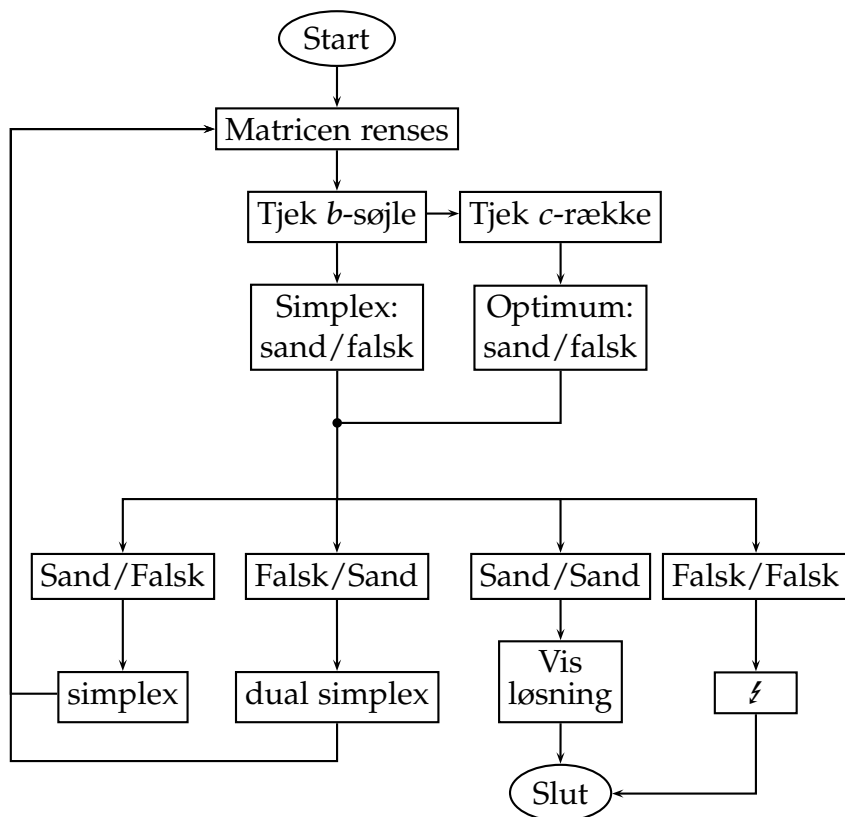 Start
Matricen renses
Tjek b-søjle
Tjek c-række
Simplex:
sand/falsk
Optimum:
sand/falsk
Sand/Falsk
Falsk/Sand
Sand/Sand
Falsk/Falsk
simplex
dual simplex
Vis
løsning
Slut